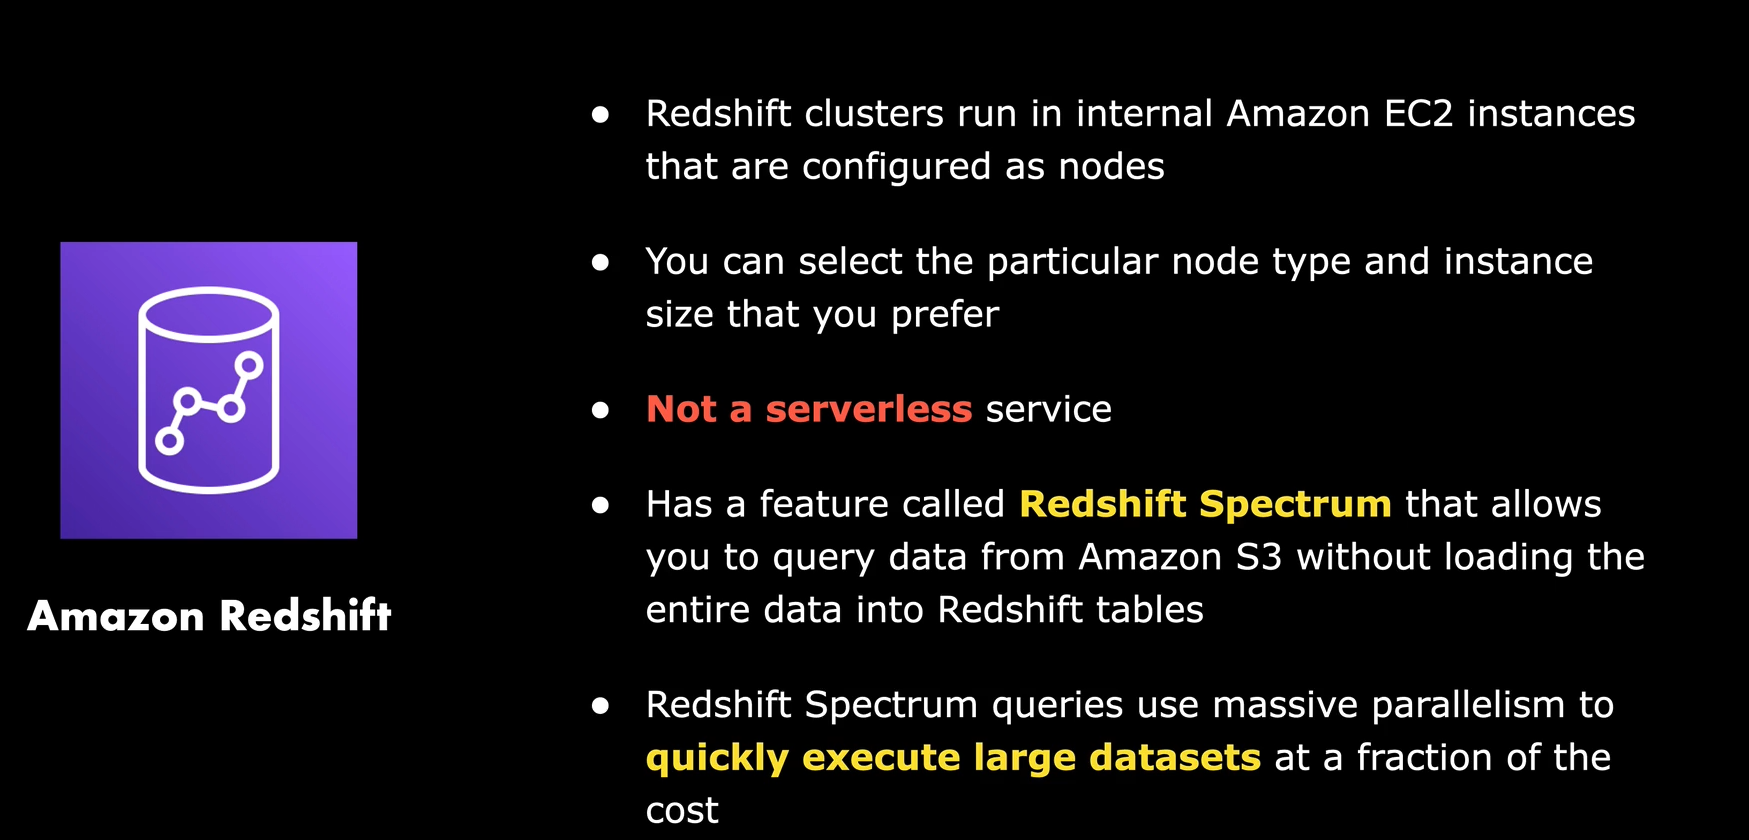 ● Redshift clusters run in internal Amazon EC2 instances
that are configured as nodes
● You can select the particular node type and instance
size that you prefer
● Not a serverless service
● Has a feature called Redshift Spectrum that allows
you to query data from Amazon S3 without loading the
entire data into Redshift tables
● Redshift Spectrum queries use massive parallelism to
quickly execute large datasets at a fraction of the
cost
Amazon Redshift